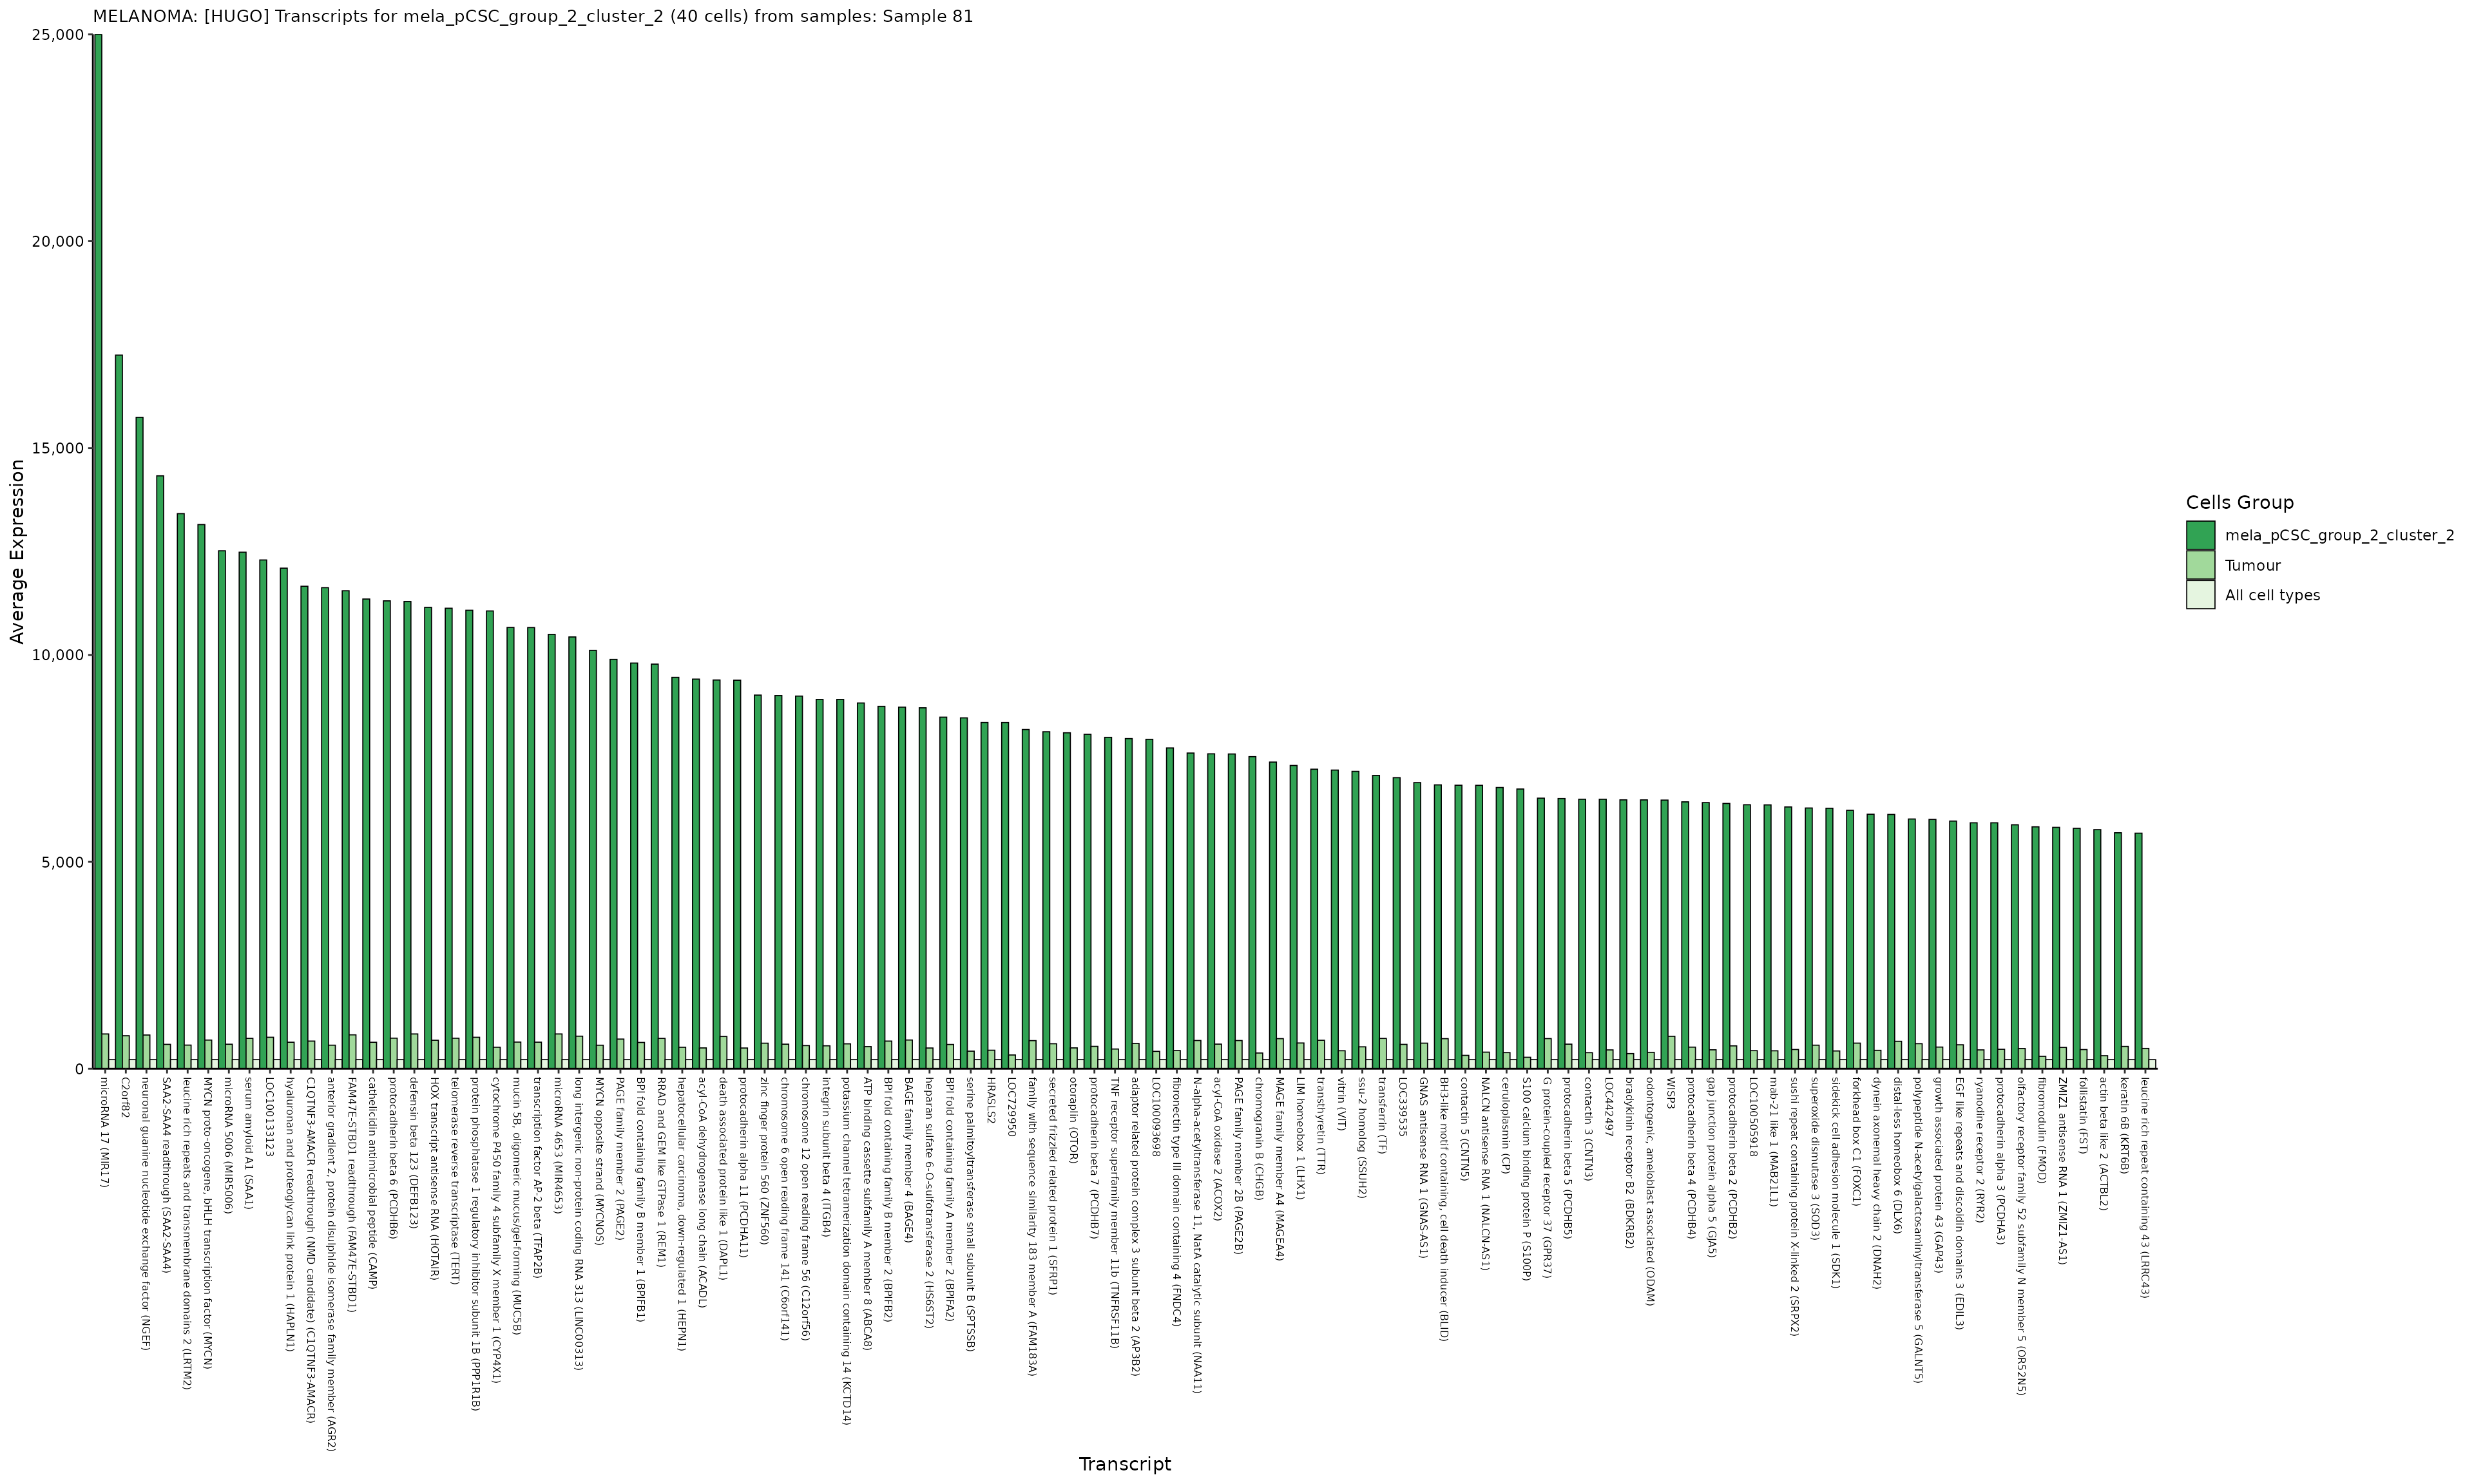 MELANOMA: [HUGO] Transcripts for mela_pCSC_group_2_cluster_2 (40 cells) from samples: Sample 81
25,000
20,000
15,000
10,000
5,000
0
Average Expression
microRNA 17 (MIR17)
C2orf82
neuronal guanine nucleotide exchange factor (NGEF)
SAA2-SAA4 readthrough (SAA2-SAA4)
leucine rich repeats and transmembrane domains 2 (LRTM2)
MYCN proto-oncogene, bHLH transcription factor (MYCN)
microRNA 5006 (MIR5006)
serum amyloid A1 (SAA1)
LOC100133123
hyaluronan and proteoglycan link protein 1 (HAPLN1)
C1QTNF3-AMACR readthrough (NMD candidate) (C1QTNF3-AMACR)
anterior gradient 2, protein disulphide isomerase family member (AGR2)
FAM47E-STBD1 readthrough (FAM47E-STBD1)
cathelicidin antimicrobial peptide (CAMP)
protocadherin beta 6 (PCDHB6)
defensin beta 123 (DEFB123)
HOX transcript antisense RNA (HOTAIR)
telomerase reverse transcriptase (TERT)
protein phosphatase 1 regulatory inhibitor subunit 1B (PPP1R1B)
cytochrome P450 family 4 subfamily X member 1 (CYP4X1)
mucin 5B, oligomeric mucus/gel-forming (MUC5B)
transcription factor AP-2 beta (TFAP2B)
microRNA 4653 (MIR4653)
long intergenic non-protein coding RNA 313 (LINC00313)
MYCN opposite strand (MYCNOS)
PAGE family member 2 (PAGE2)
BPI fold containing family B member 1 (BPIFB1)
RRAD and GEM like GTPase 1 (REM1)
hepatocellular carcinoma, down-regulated 1 (HEPN1)
acyl-CoA dehydrogenase long chain (ACADL)
death associated protein like 1 (DAPL1)
protocadherin alpha 11 (PCDHA11)
zinc finger protein 560 (ZNF560)
chromosome 6 open reading frame 141 (C6orf141)
chromosome 12 open reading frame 56 (C12orf56)
integrin subunit beta 4 (ITGB4)
potassium channel tetramerization domain containing 14 (KCTD14)
ATP binding cassette subfamily A member 8 (ABCA8)
BPI fold containing family B member 2 (BPIFB2)
BAGE family member 4 (BAGE4)
heparan sulfate 6-O-sulfotransferase 2 (HS6ST2)
BPI fold containing family A member 2 (BPIFA2)
serine palmitoyltransferase small subunit B (SPTSSB)
HRASLS2
LOC729950
family with sequence similarity 183 member A (FAM183A)
secreted frizzled related protein 1 (SFRP1)
otoraplin (OTOR)
protocadherin beta 7 (PCDHB7)
TNF receptor superfamily member 11b (TNFRSF11B)
adaptor related protein complex 3 subunit beta 2 (AP3B2)
LOC100093698
fibronectin type III domain containing 4 (FNDC4)
N-alpha-acetyltransferase 11, NatA catalytic subunit (NAA11)
acyl-CoA oxidase 2 (ACOX2)
PAGE family member 2B (PAGE2B)
chromogranin B (CHGB)
MAGE family member A4 (MAGEA4)
LIM homeobox 1 (LHX1)
transthyretin (TTR)
vitrin (VIT)
ssu-2 homolog (SSUH2)
transferrin (TF)
LOC339535
GNAS antisense RNA 1 (GNAS-AS1)
BH3-like motif containing, cell death inducer (BLID)
contactin 5 (CNTN5)
NALCN antisense RNA 1 (NALCN-AS1)
ceruloplasmin (CP)
S100 calcium binding protein P (S100P)
G protein-coupled receptor 37 (GPR37)
protocadherin beta 5 (PCDHB5)
contactin 3 (CNTN3)
LOC442497
bradykinin receptor B2 (BDKRB2)
odontogenic, ameloblast associated (ODAM)
WISP3
protocadherin beta 4 (PCDHB4)
gap junction protein alpha 5 (GJA5)
protocadherin beta 2 (PCDHB2)
LOC100505918
mab-21 like 1 (MAB21L1)
sushi repeat containing protein X-linked 2 (SRPX2)
superoxide dismutase 3 (SOD3)
sidekick cell adhesion molecule 1 (SDK1)
forkhead box C1 (FOXC1)
dynein axonemal heavy chain 2 (DNAH2)
distal-less homeobox 6 (DLX6)
polypeptide N-acetylgalactosaminyltransferase 5 (GALNT5)
growth associated protein 43 (GAP43)
EGF like repeats and discoidin domains 3 (EDIL3)
ryanodine receptor 2 (RYR2)
protocadherin alpha 3 (PCDHA3)
olfactory receptor family 52 subfamily N member 5 (OR52N5)
fibromodulin (FMOD)
ZMIZ1 antisense RNA 1 (ZMIZ1-AS1)
follistatin (FST)
actin beta like 2 (ACTBL2)
keratin 6B (KRT6B)
leucine rich repeat containing 43 (LRRC43)
Transcript
Cells Group
mela_pCSC_group_2_cluster_2
Tumour
All cell types